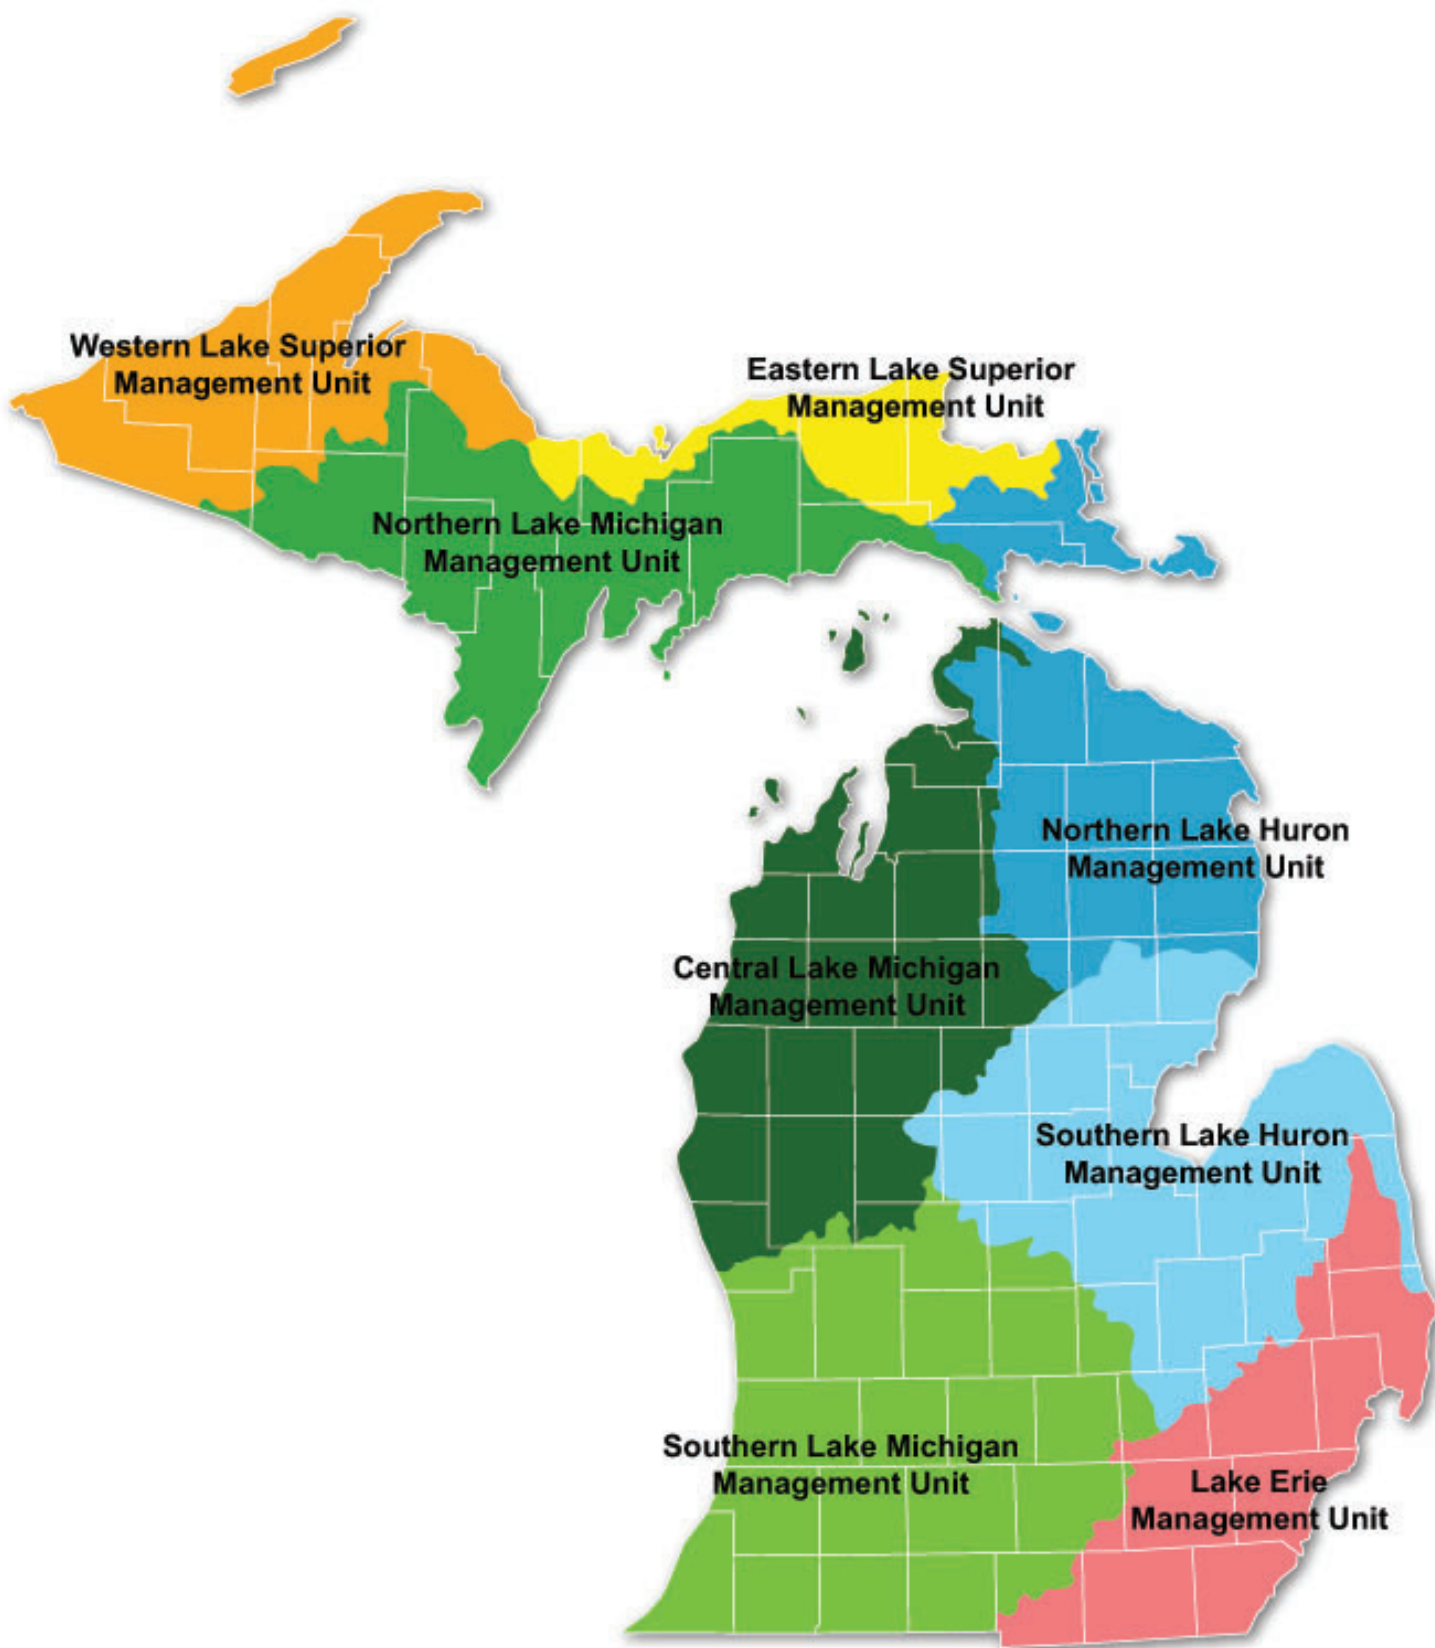 Western Lake Superior
Management Unit
Eastern Lake Superior
Management Unit
Northern Lake Michigan
Management Unit
Northern Lake Huron
Management Unit
Central Lake Michigan
Management Unit
Southern Lake Huron
Management Unit
Southern Lake Michigan
Management Unit
Lake Erie
Management Unit